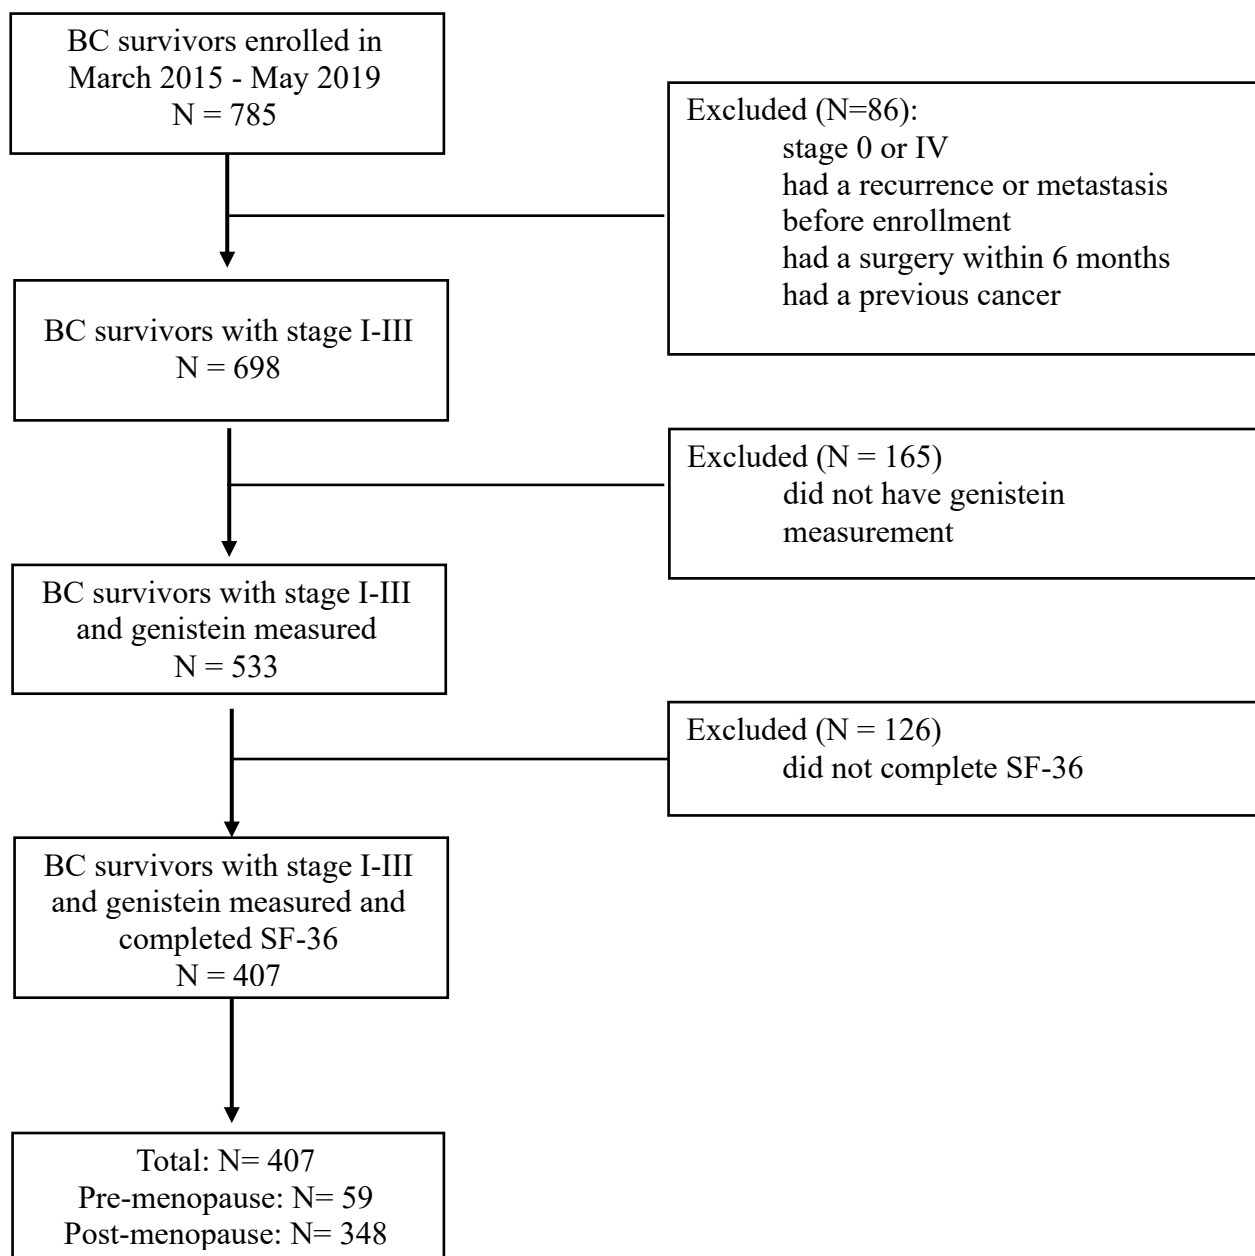 BC survivors enrolled in
March 2015 - May 2019
N = 785
Excluded (N=86):
stage 0 or IV
had a recurrence or metastasis
before enrollment
had a surgery within 6 months
had a previous cancer
BC survivors with stage I-III
N = 698
Excluded (N = 165)
did not have genistein
measurement
BC survivors with stage I-III
and genistein measured
N = 533
Excluded (N = 126)
did not complete SF-36
BC survivors with stage I-III
and genistein measured and
completed SF-36
N = 407
Total: N= 407
Pre-menopause: N= 59
Post-menopause: N= 348